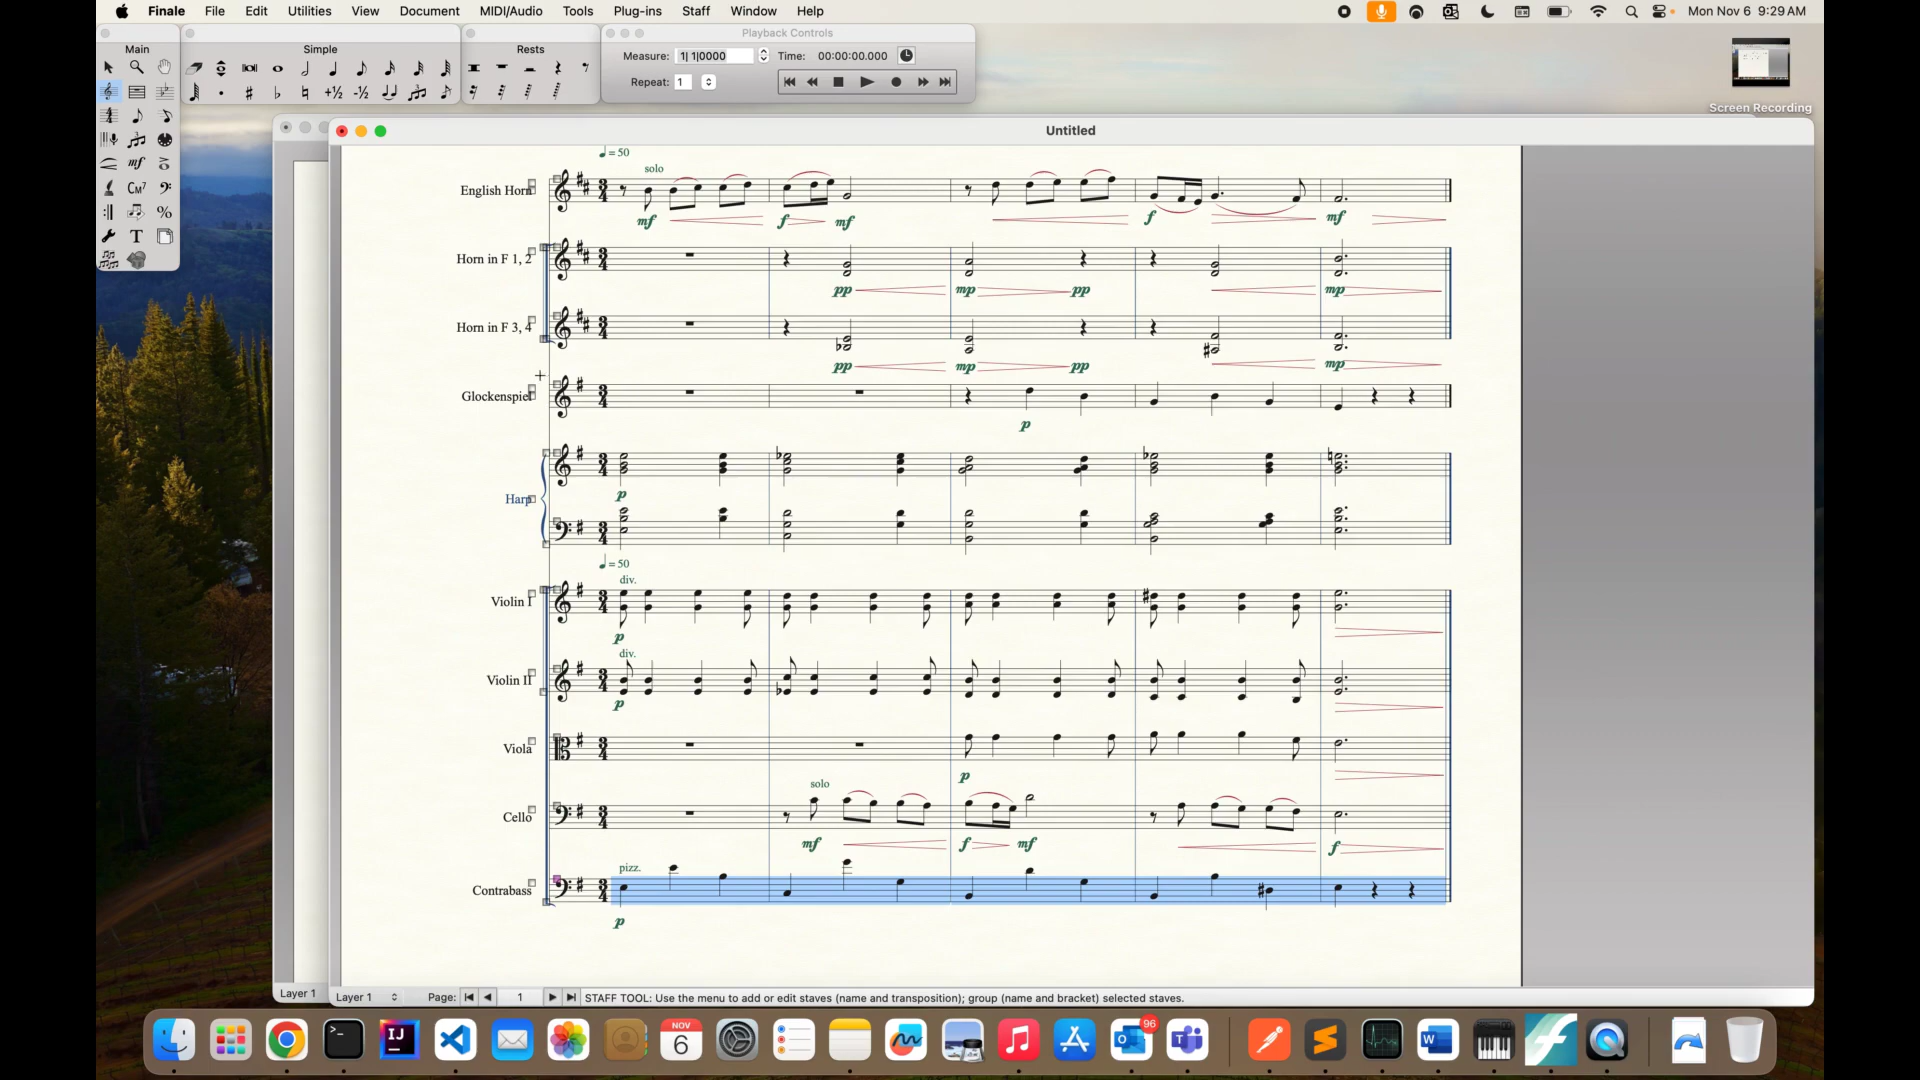 Finale File Edit Utilities View Document MIDI/Audio Tools Plug-ins Staff Window Help Mon Nov 6 9:29 AM
Main
Simple
Rests
Playback Controls
Measure: 1| 1|0000 Time: 00:00:00.000
Repeat: 1
Screen Recording
Untitled
= 50
solo
English Horn
mf f mf f mf
Horn in F 1, 2
pp mp pp mp
Horn in F 3, 4
pp mp pp mp
Glockenspiel
p
p
Harp
= 50
div.
Violin I
p
div.
Violin II
p
Viola
p
solo
Cello
mf f mf f
pizz.
Contrabass
p
Layer 1
Layer 1 Page: 1 STAFF TOOL: Use the menu to add or edit staves (name and transposition); group (name and bracket) selected staves.
NOV
6
IJ
96